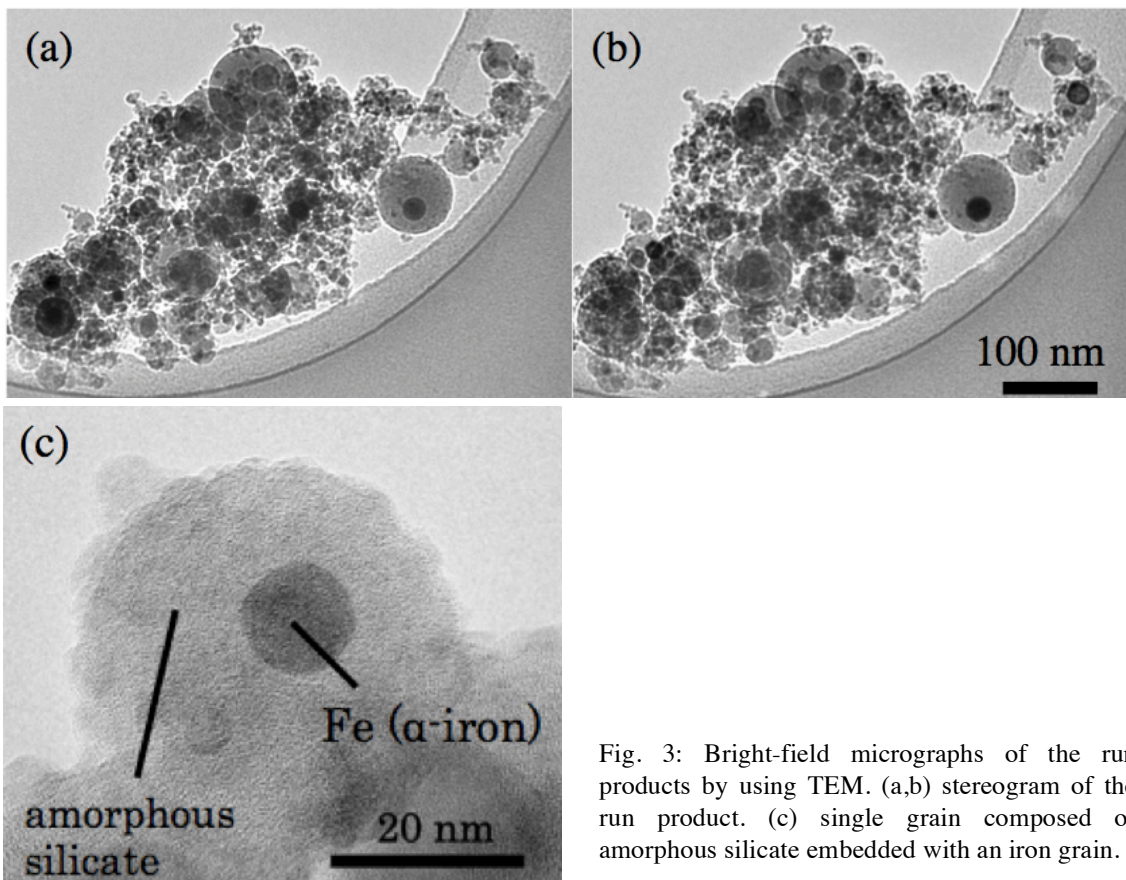 (a)
(b)
100 nm
(c)
Fe (α-iron)
amorphous
silicate
20 nm
Fig. 3: Bright-field micrographs of the run
products by using TEM. (a,b) stereogram of the
run product. (c) single grain composed of
amorphous silicate embedded with an iron grain.